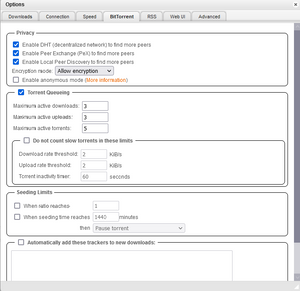 Options
Downloads Connection Speed BitTorrent RSS Web UI Advanced
Privacy
Enable DHT (decentralized network) to find more peers
Enable Peer Exchange (PeX) to find more peers
Enable Local Peer Discovery to find more peers
Encryption mode: Allow encryption
Enable anonymous mode (More information)
Torrent Queueing
Maximum active downloads: 3
Maximum active uploads: 3
Maximum active torrents: 5
Do not count slow torrents in these limits
Download rate threshold: 2 KiB/s
Upload rate threshold: 2 KiB/s
Torrent inactivity timer: 60 seconds
Seeding Limits
When ratio reaches 1
When seeding time reaches 1440 minutes
then Pause torrent
Automatically add these trackers to new downloads: